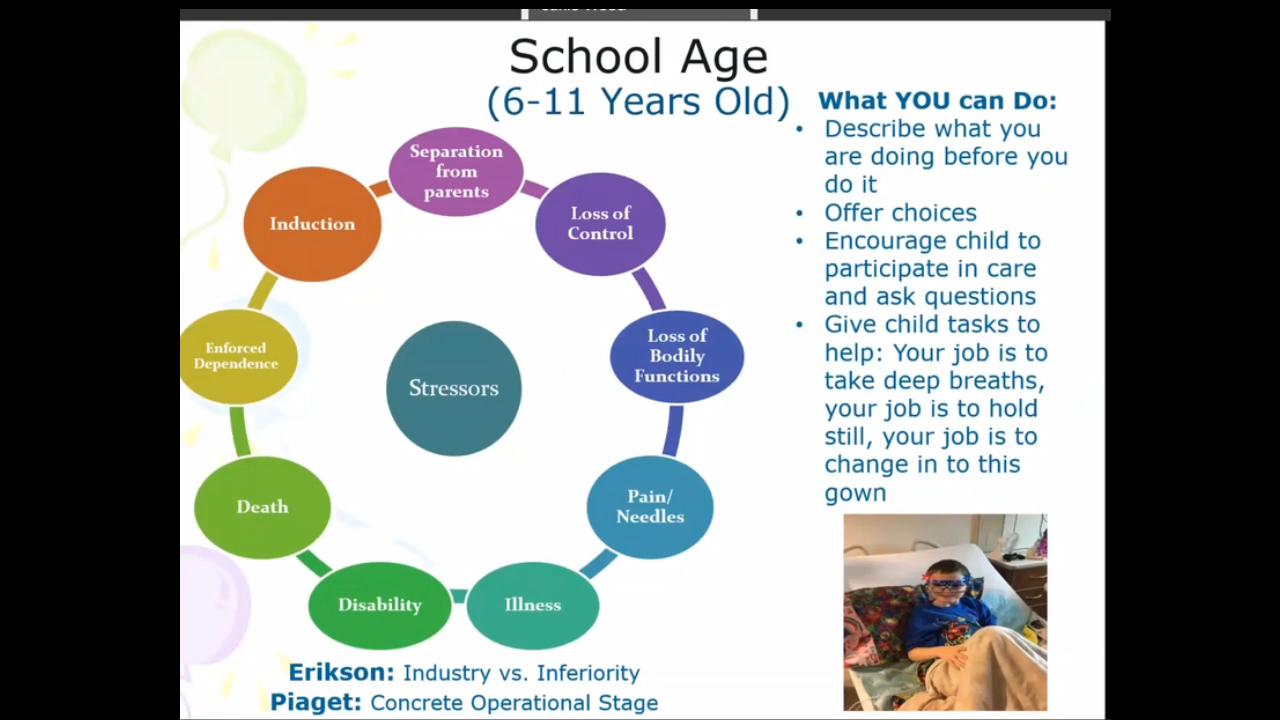 School Age
(6-11 Years Old)
Separation
from
parents
Loss of
Control
Loss of
Bodily
Functions
Pain/
Needles
Illness
Disability
Death
Enforced
Dependence
Induction
Stressors
Erikson: Industry vs. Inferiority
Piaget: Concrete Operational Stage
What YOU can Do:
• Describe what you
are doing before you
do it
• Offer choices
• Encourage child to
participate in care
and ask questions
• Give child tasks to
help: Your job is to
take deep breaths,
your job is to hold
still, your job is to
change in to this
gown